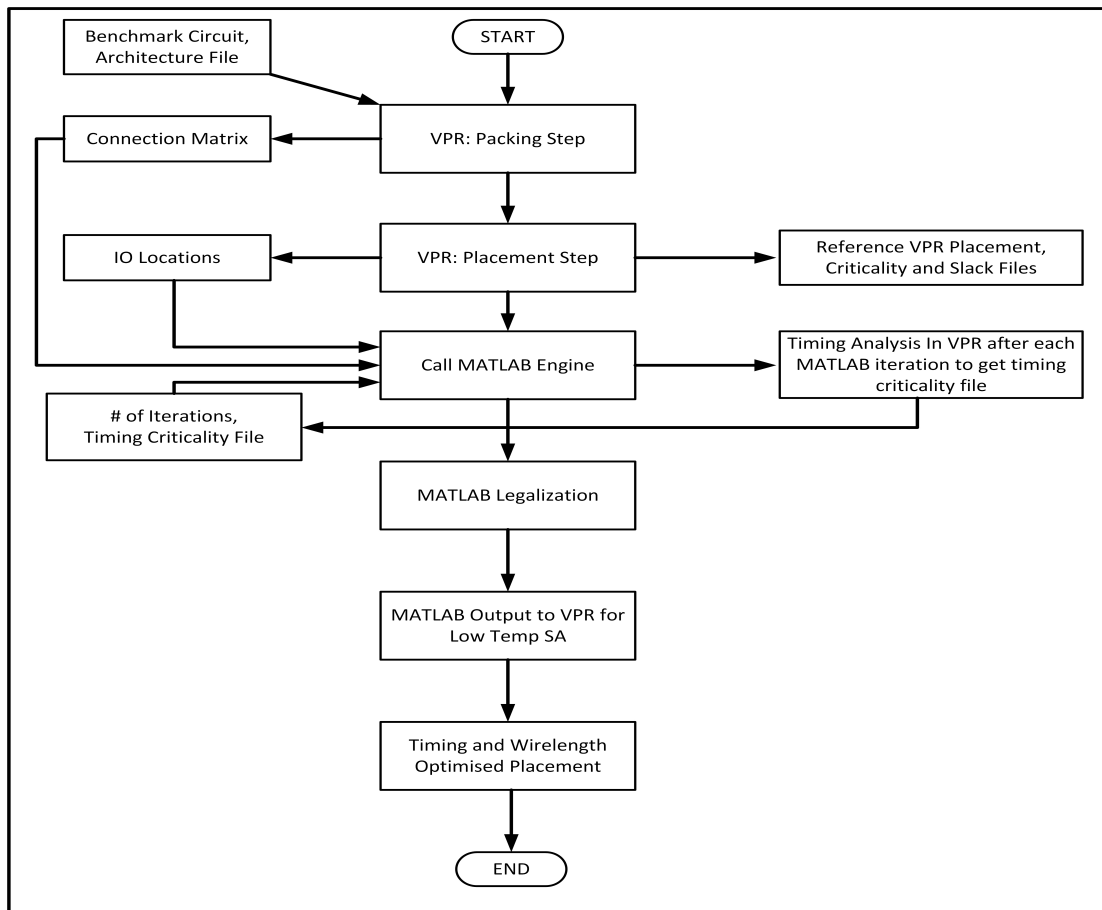 Benchmark Circuit,
Architecture File
START
Connection Matrix
VPR: Packing Step
IO Locations
VPR: Placement Step
Reference VPR Placement,
Criticality and Slack Files
Call MATLAB Engine
Timing Analysis In VPR after each
MATLAB iteration to get timing
criticality file
# of Iterations,
Timing Criticality File
MATLAB Legalization
MATLAB Output to VPR for
Low Temp SA
Timing and Wirelength
Optimised Placement
END